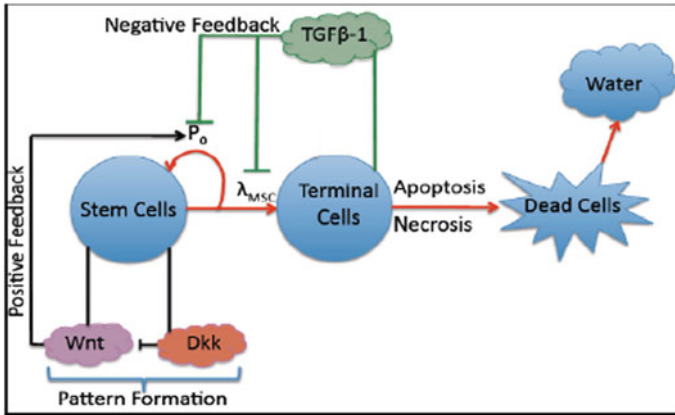 Negative Feedback
TGFβ-1
Water
P₀
Positive Feedback
λMSC
Stem Cells
Terminal
Cells
Apoptosis
Necrosis
Dead Cells
Wnt
Dkk
Pattern Formation